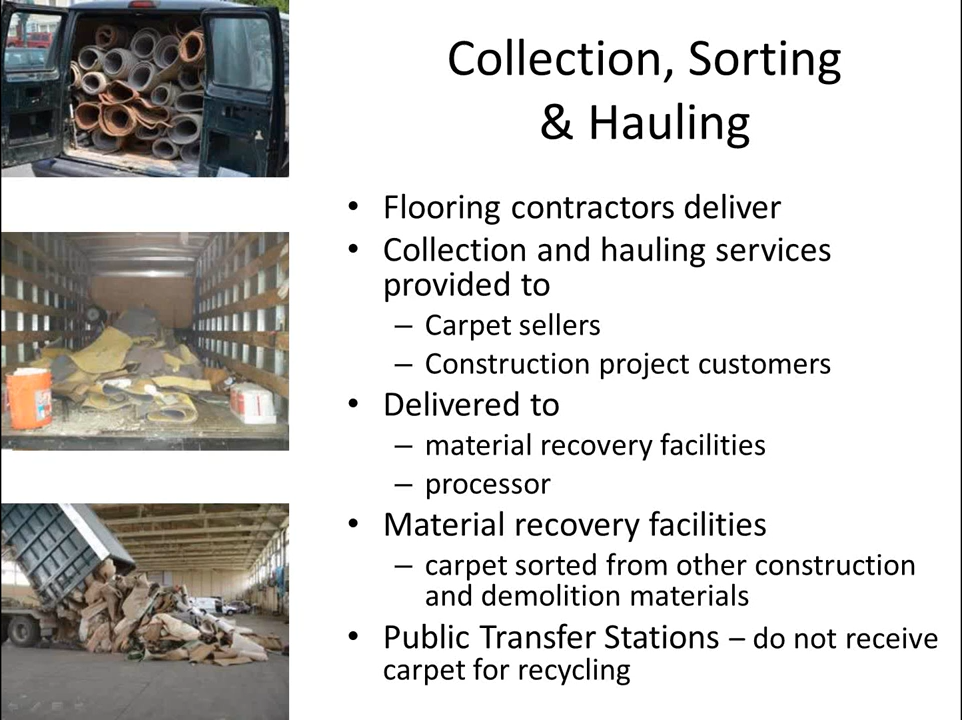 Collection, Sorting
& Hauling
• Flooring contractors deliver
• Collection and hauling services
provided to
– Carpet sellers
– Construction project customers
• Delivered to
– material recovery facilities
– processor
• Material recovery facilities
– carpet sorted from other construction
and demolition materials
• Public Transfer Stations – do not receive
carpet for recycling